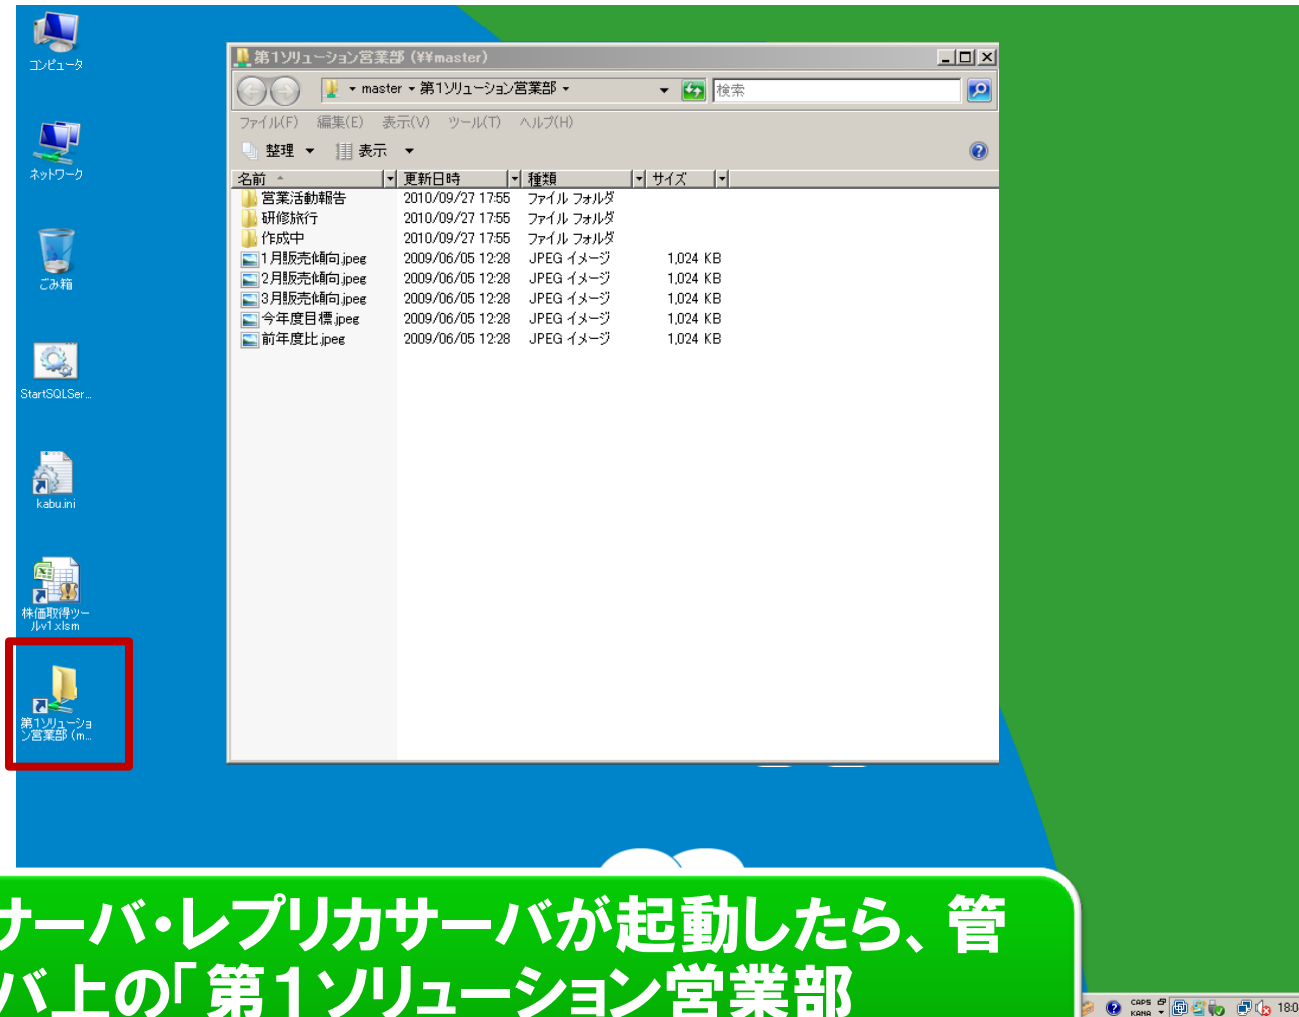 コンピュータ
ネットワーク
ごみ箱
StartSQLSer...
kabu.ini
株価取得ツー
ルv1.xlsm
第1ソリューショ
ン営業部 (m...
第1ソリューション営業部 (¥¥master)
master 第1ソリューション営業部
検索
ファイル(F) 編集(E) 表示(V) ツール(T) ヘルプ(H)
整理 表示
名前 更新日時 種類 サイズ
営業活動報告 2010/09/27 17:55 ファイル フォルダ
研修旅行 2010/09/27 17:55 ファイル フォルダ
作成中 2010/09/27 17:55 ファイル フォルダ
1月販売傾向.jpeg 2009/06/05 12:28 JPEG イメージ 1,024 KB
2月販売傾向.jpeg 2009/06/05 12:28 JPEG イメージ 1,024 KB
3月販売傾向.jpeg 2009/06/05 12:28 JPEG イメージ 1,024 KB
今年度目標.jpeg 2009/06/05 12:28 JPEG イメージ 1,024 KB
前年度比.jpeg 2009/06/05 12:28 JPEG イメージ 1,024 KB
サーバ・レプリカサーバが起動したら、管
バ上の「第1ソリューション営業部
CAPS
KANA
18:0